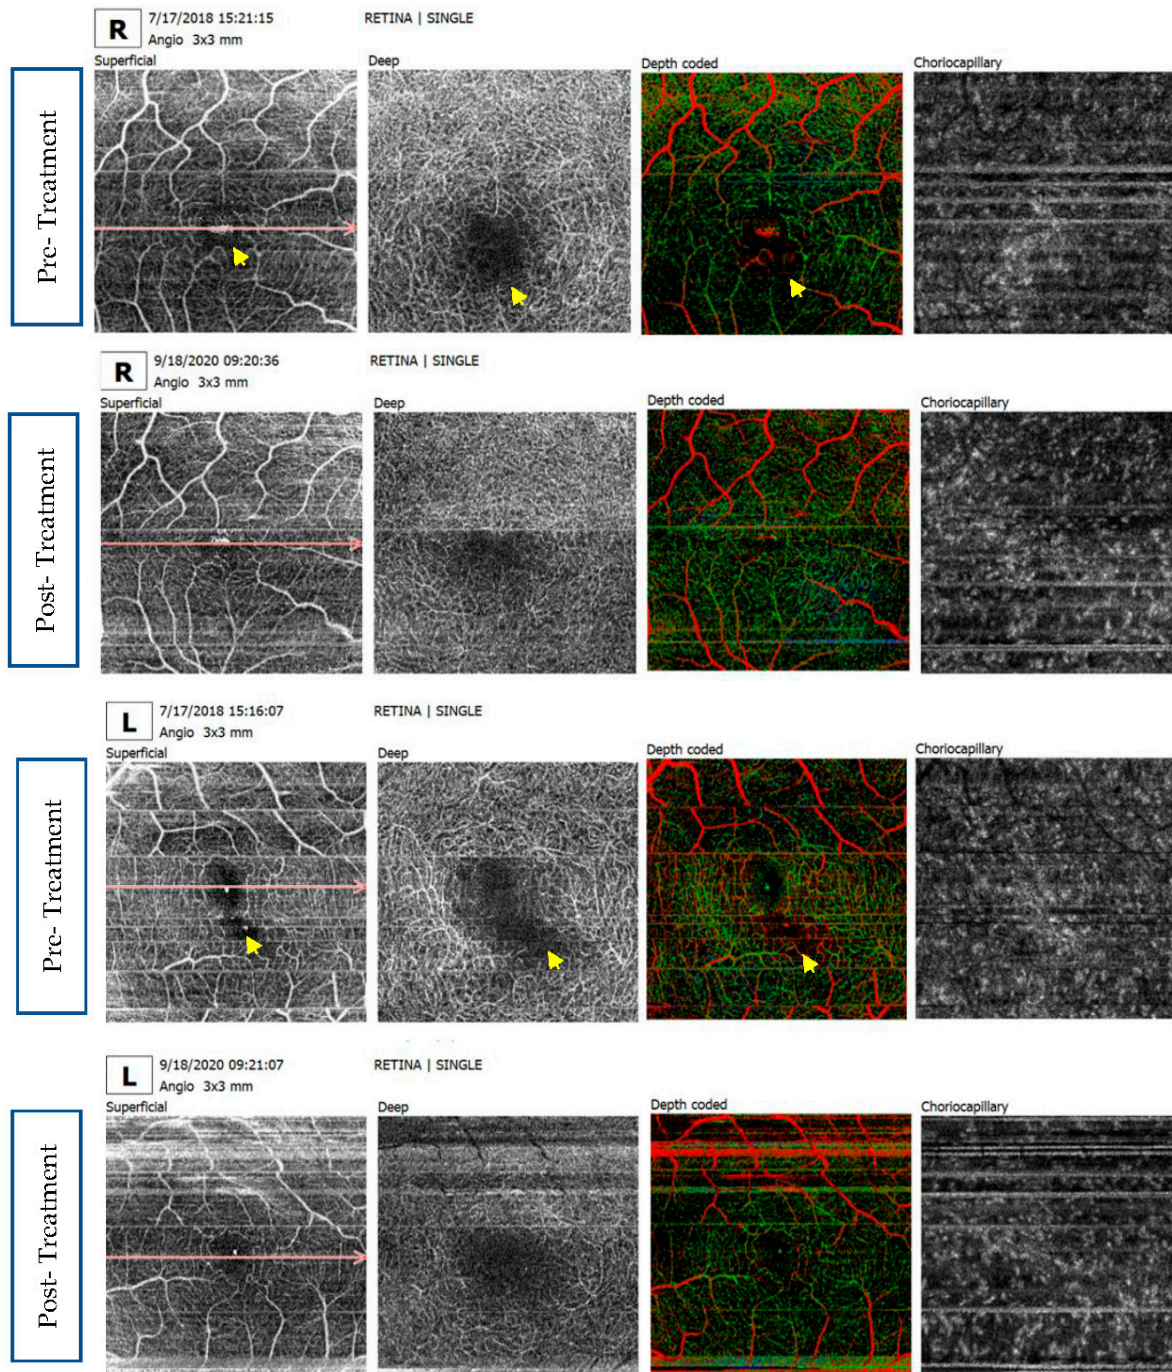 R 7/17/2018 15:21:15 RETINA | SINGLE
Angio 3x3 mm
Superficial Deep Depth coded Choriocapillary
Pre- Treatment
R 9/18/2020 09:20:36 RETINA | SINGLE
Angio 3x3 mm
Superficial Deep Depth coded Choriocapillary
Post- Treatment
L 7/17/2018 15:16:07 RETINA | SINGLE
Angio 3x3 mm
Superficial Deep Depth coded Choriocapillary
Pre- Treatment
L 9/18/2020 09:21:07 RETINA | SINGLE
Angio 3x3 mm
Superficial Deep Depth coded Choriocapillary
Post- Treatment